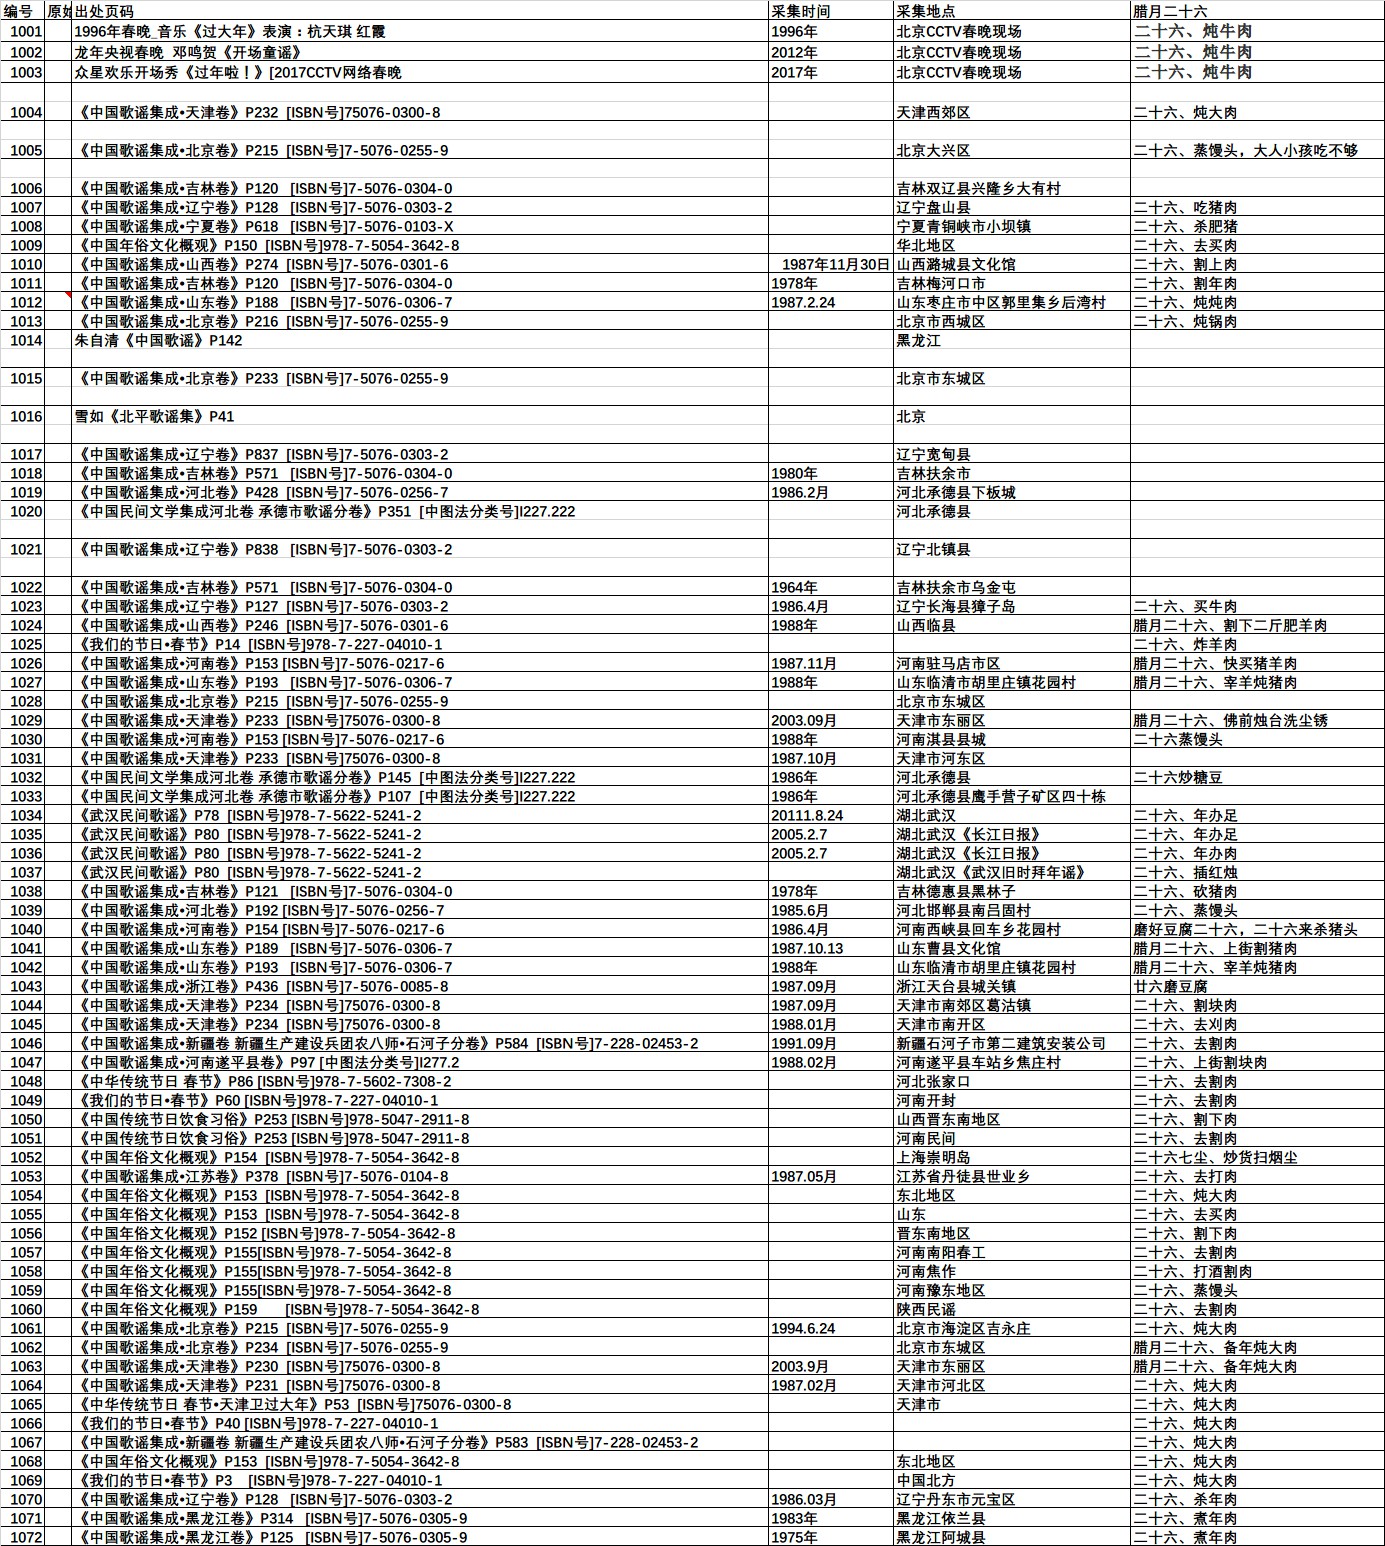 编号 原始 出处页码 采集时间 采集地点 腊月二十六
1001 1996年春晚_音乐《过大年》表演：杭天琪 红霞 1996年 北京CCTV春晚现场 二十六、炖牛肉
1002 龙年央视春晚 邓鸣贺《开场童谣》 2012年 北京CCTV春晚现场 二十六、炖牛肉
1003 众星欢乐开场秀《过年啦！》[2017CCTV网络春晚 2017年 北京CCTV春晚现场 二十六、炖牛肉
1004 《中国歌谣集成•天津卷》P232 [ISBN号]75076-0300-8 天津西郊区 二十六、炖大肉
1005 《中国歌谣集成•北京卷》P215 [ISBN号]7-5076-0255-9 北京大兴区 二十六、蒸馒头，大人小孩吃不够
1006 《中国歌谣集成•吉林卷》P120 [ISBN号]7-5076-0304-0 吉林双辽县兴隆乡大有村
1007 《中国歌谣集成•辽宁卷》P128 [ISBN号]7-5076-0303-2 辽宁盘山县 二十六、吃猪肉
1008 《中国歌谣集成•宁夏卷》P618 [ISBN号]7-5076-0103-X 宁夏青铜峡市小坝镇 二十六、杀肥猪
1009 《中国年俗文化概观》P150 [ISBN号]978-7-5054-3642-8 华北地区 二十六、去买肉
1010 《中国歌谣集成•山西卷》P274 [ISBN号]7-5076-0301-6 1987年11月30日 山西潞城县文化馆 二十六、割上肉
1011 《中国歌谣集成•吉林卷》P120 [ISBN号]7-5076-0304-0 1978年 吉林梅河口市 二十六、割年肉
1012 《中国歌谣集成•山东卷》P188 [ISBN号]7-5076-0306-7 1987.2.24 山东枣庄市中区郭里集乡后湾村 二十六、炖炖肉
1013 《中国歌谣集成•北京卷》P216 [ISBN号]7-5076-0255-9 北京市西城区 二十六、炖锅肉
1014 朱自清《中国歌谣》P142 黑龙江
1015 《中国歌谣集成•北京卷》P233 [ISBN号]7-5076-0255-9 北京市东城区
1016 雪如《北平歌谣集》P41 北京
1017 《中国歌谣集成•辽宁卷》P837 [ISBN号]7-5076-0303-2 辽宁宽甸县
1018 《中国歌谣集成•吉林卷》P571 [ISBN号]7-5076-0304-0 1980年 吉林扶余市
1019 《中国歌谣集成•河北卷》P428 [ISBN号]7-5076-0256-7 1986.2月 河北承德县下板城
1020 《中国民间文学集成河北卷 承德市歌谣分卷》P351 [中图法分类号]I227.222 河北承德县
1021 《中国歌谣集成•辽宁卷》P838 [ISBN号]7-5076-0303-2 辽宁北镇县
1022 《中国歌谣集成•吉林卷》P571 [ISBN号]7-5076-0304-0 1964年 吉林扶余市乌金屯
1023 《中国歌谣集成•辽宁卷》P127 [ISBN号]7-5076-0303-2 1986.4月 辽宁长海县獐子岛 二十六、买牛肉
1024 《中国歌谣集成•山西卷》P246 [ISBN号]7-5076-0301-6 1988年 山西临县 腊月二十六、割下二斤肥羊肉
1025 《我们的节日•春节》P14 [ISBN号]978-7-227-04010-1 二十六、炸羊肉
1026 《中国歌谣集成•河南卷》P153 [ISBN号]7-5076-0217-6 1987.11月 河南驻马店市区 腊月二十六、快买猪羊肉
1027 《中国歌谣集成•山东卷》P193 [ISBN号]7-5076-0306-7 1988年 山东临清市胡里庄镇花园村 腊月二十六、宰羊炖猪肉
1028 《中国歌谣集成•北京卷》P215 [ISBN号]7-5076-0255-9 北京市东城区
1029 《中国歌谣集成•天津卷》P233 [ISBN号]75076-0300-8 2003.09月 天津市东丽区 腊月二十六、佛前烛台洗尘锈
1030 《中国歌谣集成•河南卷》P153 [ISBN号]7-5076-0217-6 1988年 河南淇县县城 二十六蒸馒头
1031 《中国歌谣集成•天津卷》P233 [ISBN号]75076-0300-8 1987.10月 天津市河东区
1032 《中国民间文学集成河北卷 承德市歌谣分卷》P145 [中图法分类号]I227.222 1986年 河北承德县 二十六炒糖豆
1033 《中国民间文学集成河北卷 承德市歌谣分卷》P107 [中图法分类号]I227.222 1986年 河北承德县鹰手营子矿区四十栋
1034 《武汉民间歌谣》P78 [ISBN号]978-7-5622-5241-2 20111.8.24 湖北武汉 二十六、年办足
1035 《武汉民间歌谣》P80 [ISBN号]978-7-5622-5241-2 2005.2.7 湖北武汉《长江日报》 二十六、年办足
1036 《武汉民间歌谣》P80 [ISBN号]978-7-5622-5241-2 2005.2.7 湖北武汉《长江日报》 二十六、年办肉
1037 《武汉民间歌谣》P80 [ISBN号]978-7-5622-5241-2 湖北武汉《武汉旧时拜年谣》 二十六、插红烛
1038 《中国歌谣集成•吉林卷》P121 [ISBN号]7-5076-0304-0 1978年 吉林德惠县黑林子 二十六、砍猪肉
1039 《中国歌谣集成•河北卷》P192 [ISBN号]7-5076-0256-7 1985.6月 河北邯郸县南吕固村 二十六、蒸馒头
1040 《中国歌谣集成•河南卷》P154 [ISBN号]7-5076-0217-6 1986.4月 河南西峡县回车乡花园村 磨好豆腐二十六，二十六来杀猪头
1041 《中国歌谣集成•山东卷》P189 [ISBN号]7-5076-0306-7 1987.10.13 山东曹县文化馆 腊月二十六、上街割猪肉
1042 《中国歌谣集成•山东卷》P193 [ISBN号]7-5076-0306-7 1988年 山东临清市胡里庄镇花园村 腊月二十六、宰羊炖猪肉
1043 《中国歌谣集成•浙江卷》P436 [ISBN号]7-5076-0085-8 1987.09月 浙江天台县城关镇 廿六磨豆腐
1044 《中国歌谣集成•天津卷》P234 [ISBN号]75076-0300-8 1987.09月 天津市南郊区葛沽镇 二十六、割块肉
1045 《中国歌谣集成•天津卷》P234 [ISBN号]75076-0300-8 1988.01月 天津市南开区 二十六、去刈肉
1046 《中国歌谣集成•新疆卷 新疆生产建设兵团农八师•石河子分卷》P584 [ISBN号]7-228-02453-2 1991.09月 新疆石河子市第二建筑安装公司 二十六、去割肉
1047 《中国歌谣集成•河南遂平县卷》P97 [中图法分类号]I277.2 1988.02月 河南遂平县车站乡焦庄村 二十六、上街割块肉
1048 《中华传统节日 春节》P86 [ISBN号]978-7-5602-7308-2 河北张家口 二十六、去割肉
1049 《我们的节日•春节》P60 [ISBN号]978-7-227-04010-1 河南开封 二十六、去割肉
1050 《中国传统节日饮食习俗》P253 [ISBN号]978-5047-2911-8 山西晋东南地区 二十六、割下肉
1051 《中国传统节日饮食习俗》P253 [ISBN号]978-5047-2911-8 河南民间 二十六、去割肉
1052 《中国年俗文化概观》P154 [ISBN号]978-7-5054-3642-8 上海崇明岛 二十六七尘、炒货扫烟尘
1053 《中国歌谣集成•江苏卷》P378 [ISBN号]7-5076-0104-8 1987.05月 江苏省丹徒县世业乡 二十六、去打肉
1054 《中国年俗文化概观》P153 [ISBN号]978-7-5054-3642-8 东北地区 二十六、炖大肉
1055 《中国年俗文化概观》P153 [ISBN号]978-7-5054-3642-8 山东 二十六、去买肉
1056 《中国年俗文化概观》P152 [ISBN号]978-7-5054-3642-8 晋东南地区 二十六、割下肉
1057 《中国年俗文化概观》P155[ISBN号]978-7-5054-3642-8 河南南阳春工 二十六、去割肉
1058 《中国年俗文化概观》P155[ISBN号]978-7-5054-3642-8 河南焦作 二十六、打酒割肉
1059 《中国年俗文化概观》P155[ISBN号]978-7-5054-3642-8 河南豫东地区 二十六、蒸馒头
1060 《中国年俗文化概观》P159 [ISBN号]978-7-5054-3642-8 陕西民谣 二十六、去割肉
1061 《中国歌谣集成•北京卷》P215 [ISBN号]7-5076-0255-9 1994.6.24 北京市海淀区吉永庄 二十六、炖大肉
1062 《中国歌谣集成•北京卷》P234 [ISBN号]7-5076-0255-9 北京市东城区 腊月二十六、备年炖大肉
1063 《中国歌谣集成•天津卷》P230 [ISBN号]75076-0300-8 2003.9月 天津市东丽区 腊月二十六、备年炖大肉
1064 《中国歌谣集成•天津卷》P231 [ISBN号]75076-0300-8 1987.02月 天津市河北区 二十六、炖大肉
1065 《中华传统节日 春节•天津卫过大年》P53 [ISBN号]75076-0300-8 天津市 二十六、炖大肉
1066 《我们的节日•春节》P40 [ISBN号]978-7-227-04010-1 二十六、炖大肉
1067 《中国歌谣集成•新疆卷 新疆生产建设兵团农八师•石河子分卷》P583 [ISBN号]7-228-02453-2 二十六、炖大肉
1068 《中国年俗文化概观》P153 [ISBN号]978-7-5054-3642-8 东北地区 二十六、炖大肉
1069 《我们的节日•春节》P3 [ISBN号]978-7-227-04010-1 中国北方 二十六、炖大肉
1070 《中国歌谣集成•辽宁卷》P128 [ISBN号]7-5076-0303-2 1986.03月 辽宁丹东市元宝区 二十六、杀年肉
1071 《中国歌谣集成•黑龙江卷》P314 [ISBN号]7-5076-0305-9 1983年 黑龙江依兰县 二十六、煮年肉
1072 《中国歌谣集成•黑龙江卷》P125 [ISBN号]7-5076-0305-9 1975年 黑龙江阿城县 二十六、煮年肉